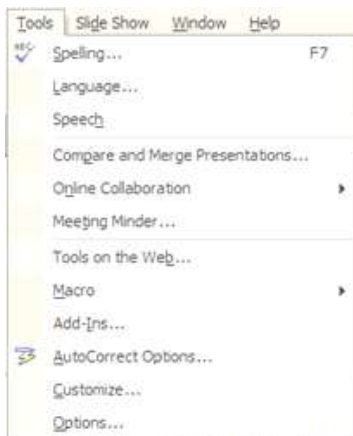 Tools Slide Show Window Help
ABC Spelling... F7
Language...
Speech
Compare and Merge Presentations...
Online Collaboration
Meeting Minder...
Tools on the Web...
Macro
Add-Ins...
AutoCorrect Options...
Customize...
Options...